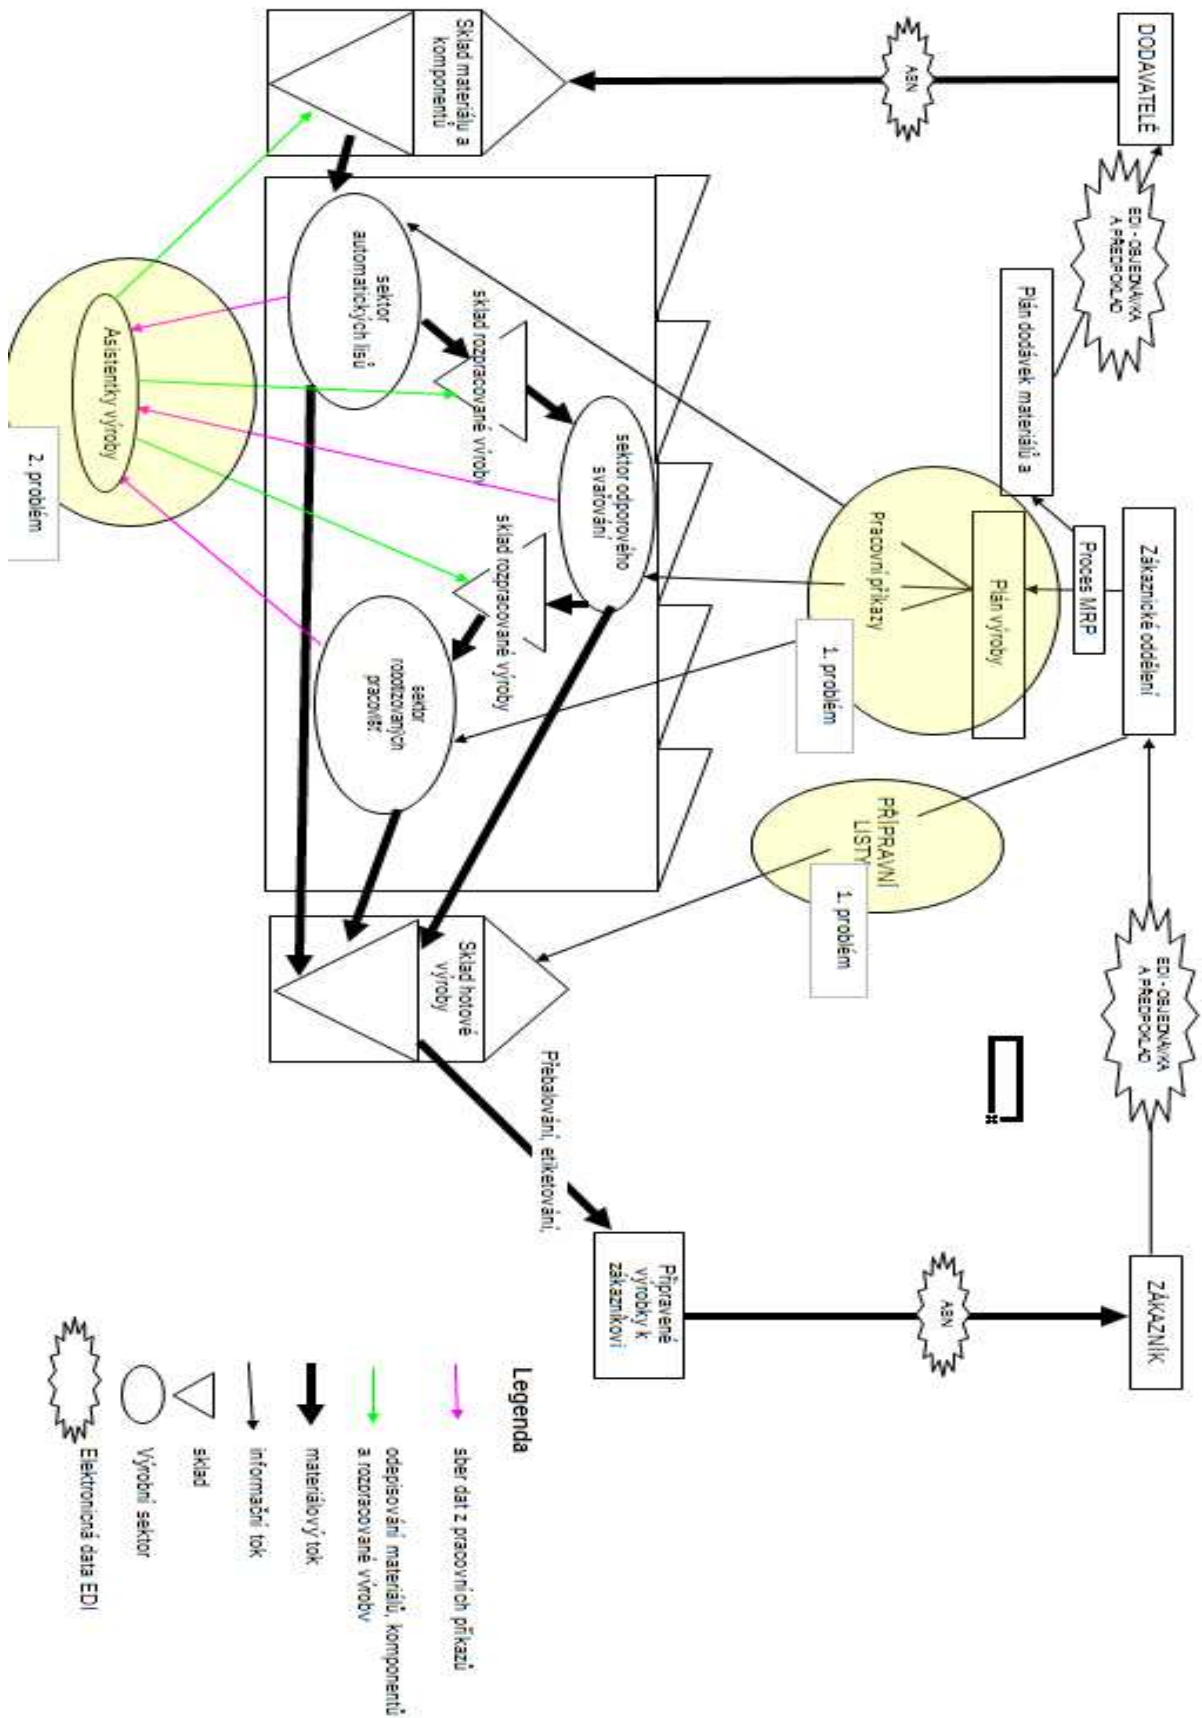 DODAVATELÉ
EDI - OBJEDNÁVKA
A PŘEDPOKLAD
Zákaznické oddělení
EDI - OBJEDNÁVKA
A PŘEDPOKLAD
ZÁKAZNÍK
Proces MRP
Plán dodávek materiálů a
Plán výroby
Pracovní příkazy
1. problém
PŘÍPRAVNÍ
LISTY
1. problém
ASN
ASN
Sklad materiálu a
komponentů
sektor
automatických lisů
sklad rozpracované výroby
sektor odporového
svařování
sklad rozpracované výroby
sektor
robotizovaných
pracovišť
Sklad hotové
výroby
Přebalování, etiketování,
Připravené
výrobky k
zákazníkovi
Asistentky výroby
2. problém
Legenda
sběr dat z pracovních příkazů
odepisování materiálů, komponentů
a rozpracované výroby
materiálový tok
informační tok
sklad
Výrobní sektor
Elektronická data EDI